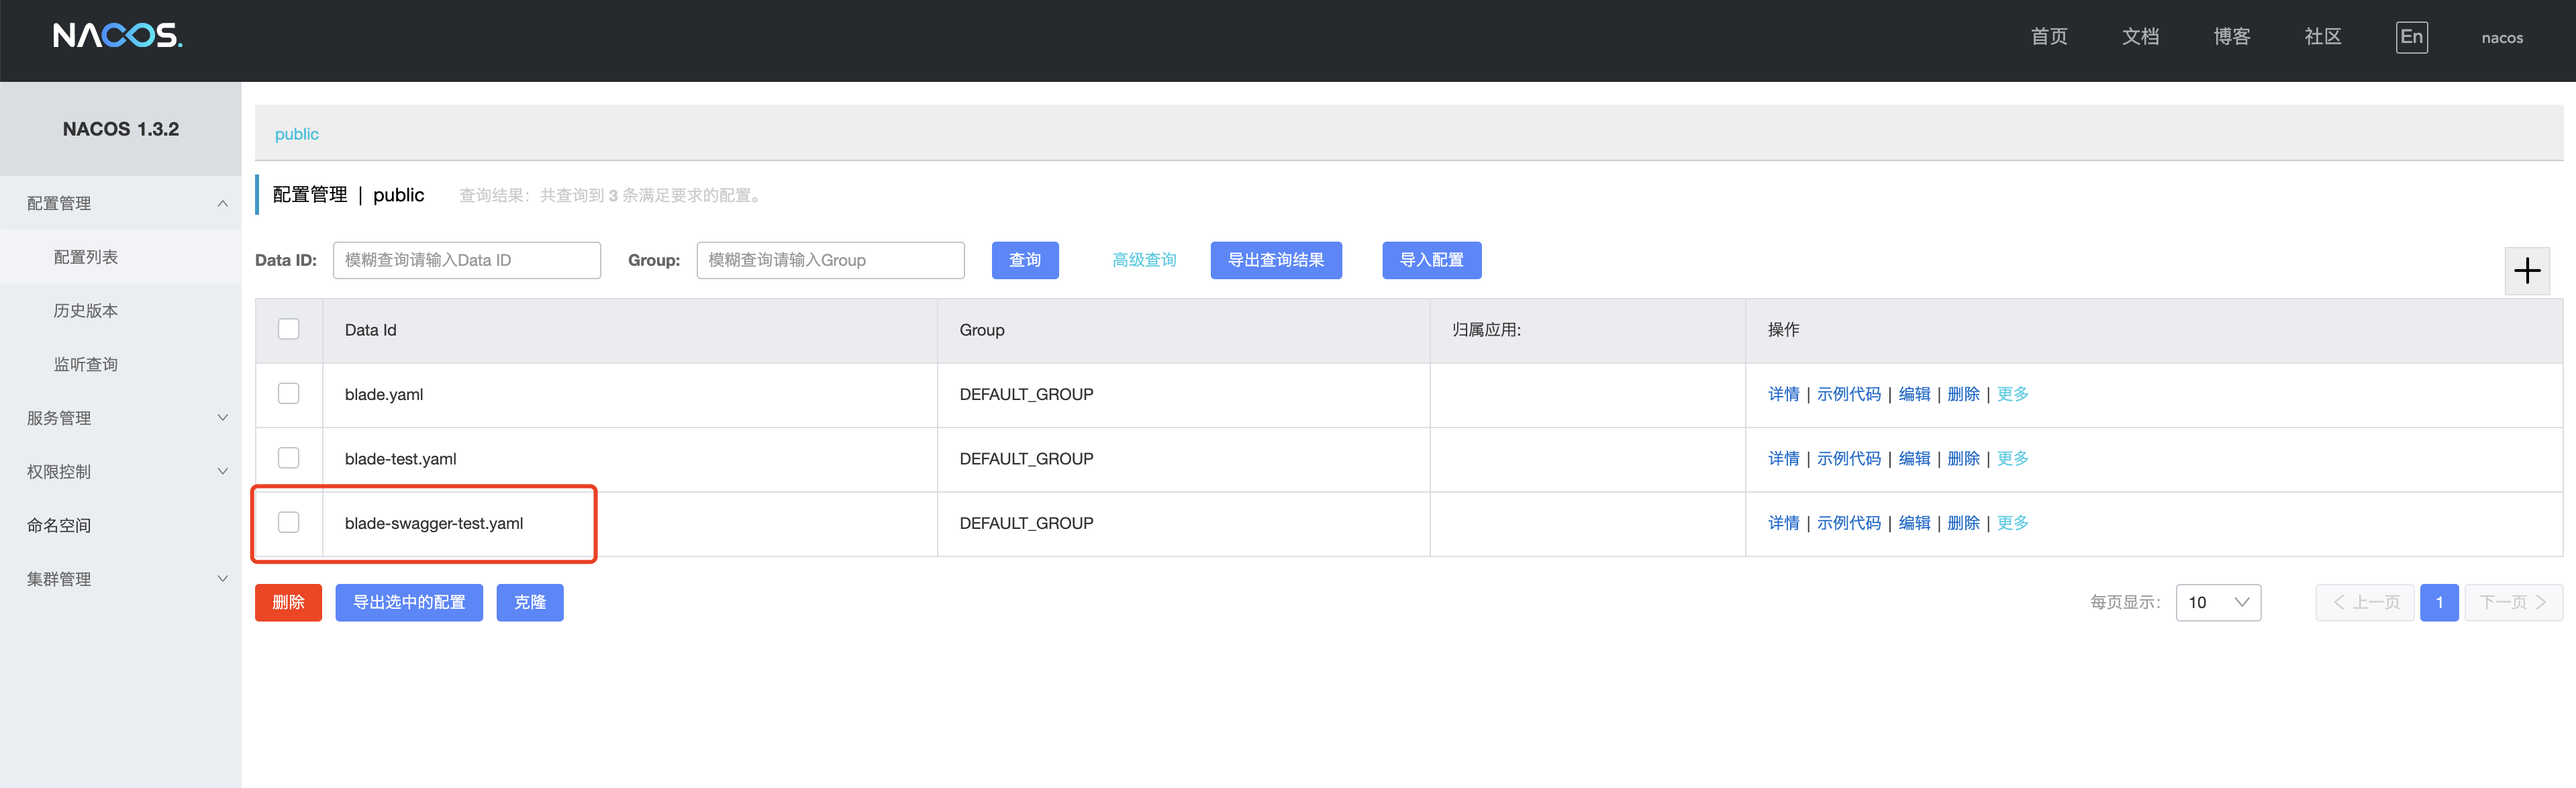 NACOS.
首页 文档 博客 社区 En nacos
NACOS 1.3.2
配置管理
配置列表
历史版本
监听查询
服务管理
权限控制
命名空间
集群管理
public
配置管理 | public 查询结果：共查询到 3 条满足要求的配置。
Data ID: 模糊查询请输入Data ID Group: 模糊查询请输入Group 查询 高级查询 导出查询结果 导入配置
Data Id Group 归属应用: 操作
blade.yaml DEFAULT_GROUP 详情 | 示例代码 | 编辑 | 删除 | 更多
blade-test.yaml DEFAULT_GROUP 详情 | 示例代码 | 编辑 | 删除 | 更多
blade-swagger-test.yaml DEFAULT_GROUP 详情 | 示例代码 | 编辑 | 删除 | 更多
删除 导出选中的配置 克隆 每页显示： 10 上一页 1 下一页